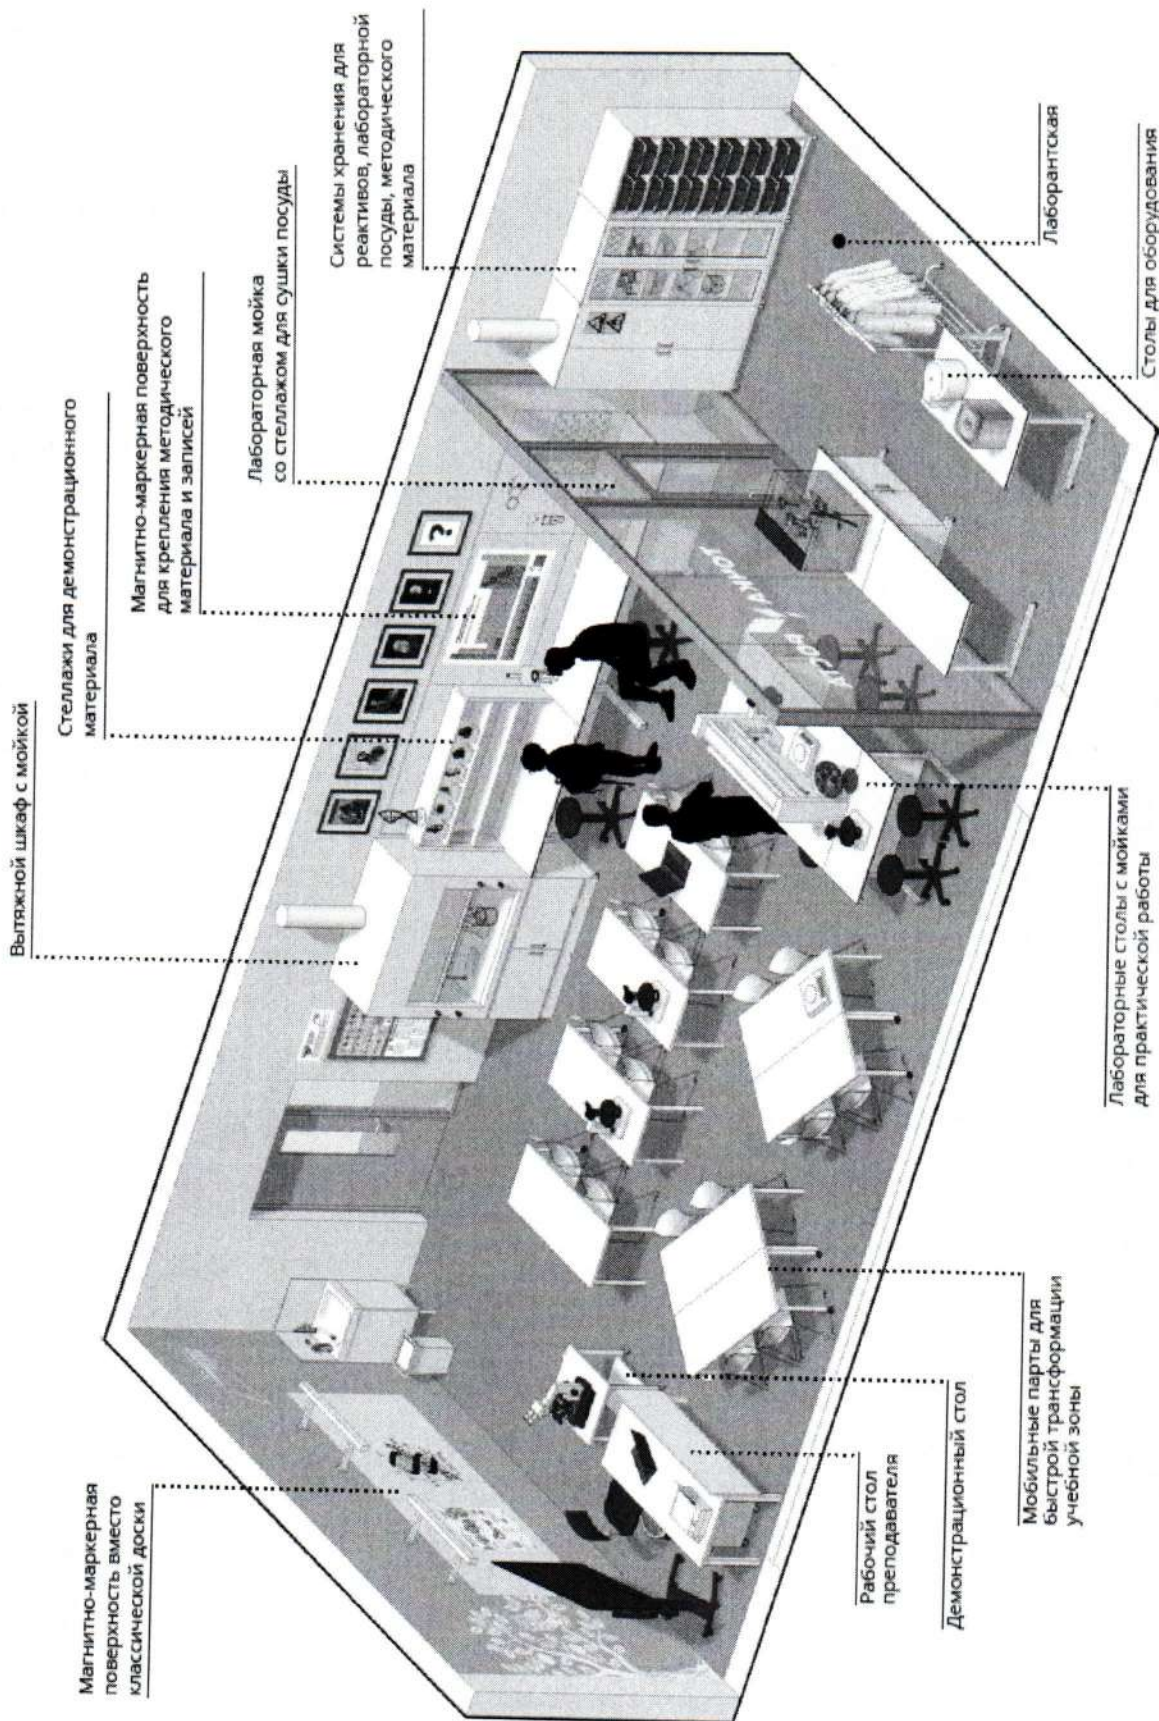 Магнитно-маркерная
поверхность вместо
классической доски
Вытяжной шкаф с мойкой
Стеллажи для демонстрационного
материала
Магнитно-маркерная поверхность
для крепления методического
материала и записей
Лабораторная мойка
со стеллажом для сушки посуды
Системы хранения для
реактивов, лабораторной
посуды, методического
материала
?
Рабочий стол
преподавателя
Демонстрационный стол
Мобильные парты для
быстрой трансформации
учебной зоны
Лабораторные столы с мойками
для практической работы
Столы для оборудования
Лаборантская